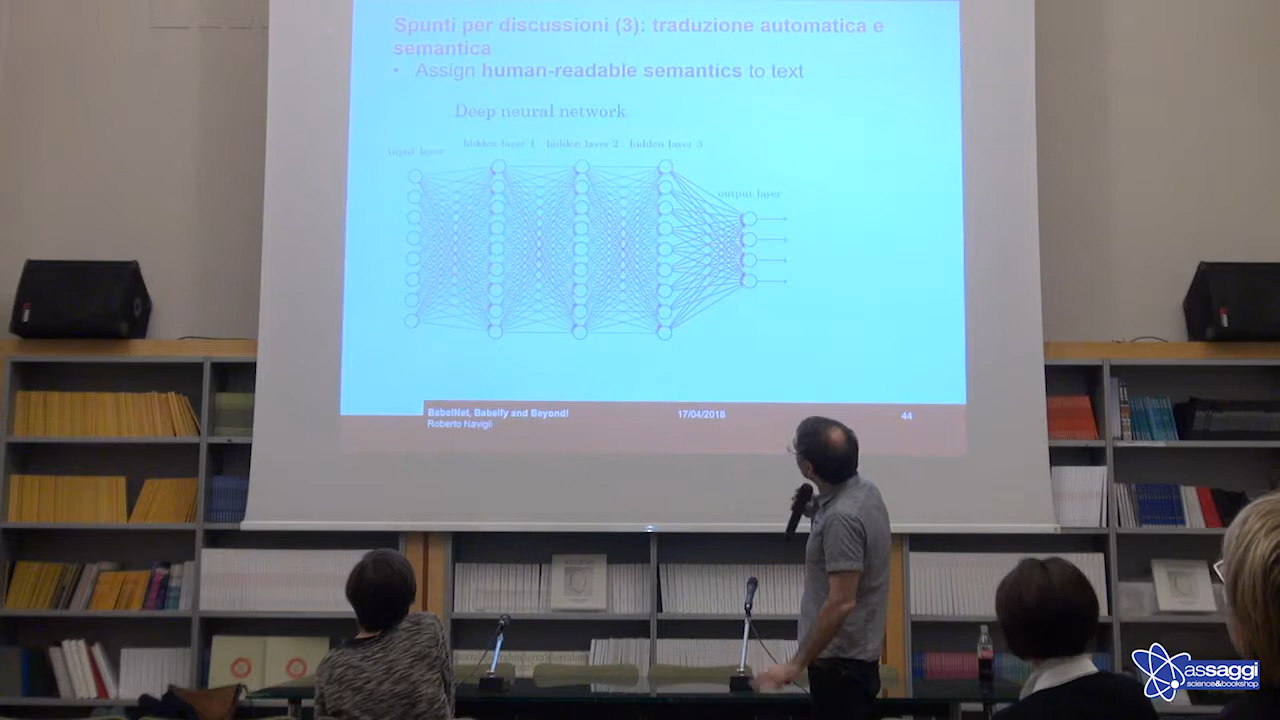 Spunti per discussioni (3): traduzione automatica e
semantica
• Assign human-readable semantics to text
Deep neural network
input layer
hidden layer 1 hidden layer 2 hidden layer 3
output layer
BabelNet, Babelfy and Beyond!
Roberto Navigli
17/04/2018
44
assaggi
science&bookshop